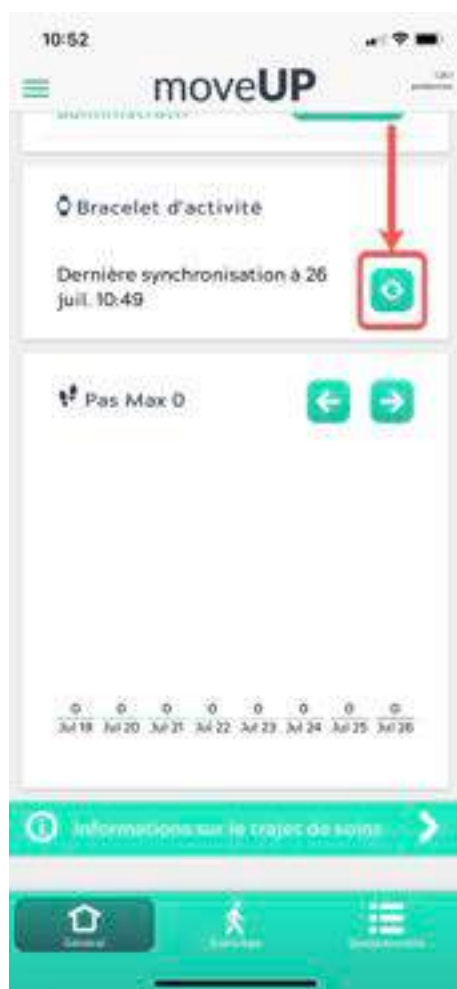 10:52
moveUP
Bracelet d'activité
Dernière synchronisation à 26
juil. 10:49
Pas Max 0
0 0 0 0 0 0 0 0
Jul 19 Jul 20 Jul 21 Jul 22 Jul 23 Jul 24 Jul 25 Jul 26
Informations sur le trajet de soins
Général
Exercices